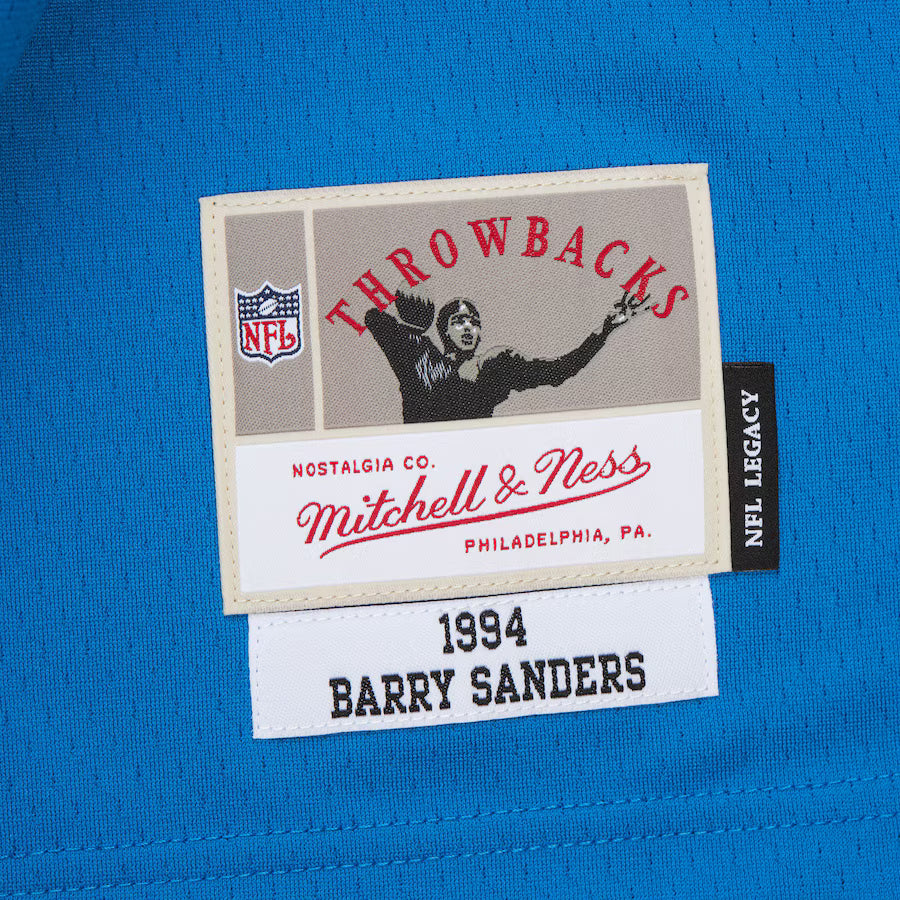 THROWBACKS
NFL
NOSTALGIA CO.
Mitchell & Ness
PHILADELPHIA, PA.
NFL LEGACY
1994
BARRY SANDERS